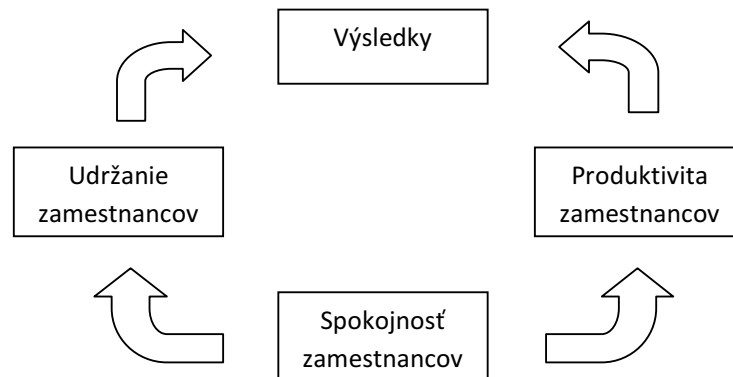 Výsledky
Udržanie
zamestnancov
Produktivita
zamestnancov
Spokojnosť
zamestnancov